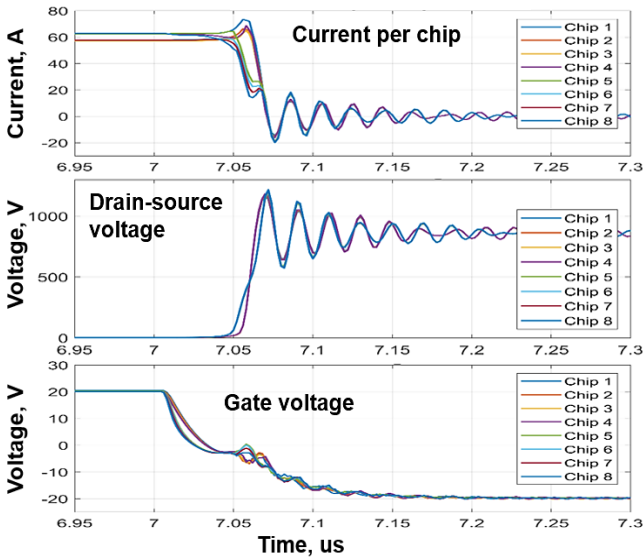 Current per chip
Current, A
80
60
40
20
0
-20
Chip 1
Chip 2
Chip 3
Chip 4
Chip 5
Chip 6
Chip 7
Chip 8
6.95 7 7.05 7.1 7.15 7.2 7.25 7.3
Drain-source
voltage
Voltage, V
1000
500
0
Chip 1
Chip 2
Chip 3
Chip 4
Chip 5
Chip 6
Chip 7
Chip 8
6.95 7 7.05 7.1 7.15 7.2 7.25 7.3
Gate voltage
Voltage, V
30
20
10
0
-10
-20
Chip 1
Chip 2
Chip 3
Chip 4
Chip 5
Chip 6
Chip 7
Chip 8
6.95 7 7.05 7.1 7.15 7.2 7.25 7.3
Time, us